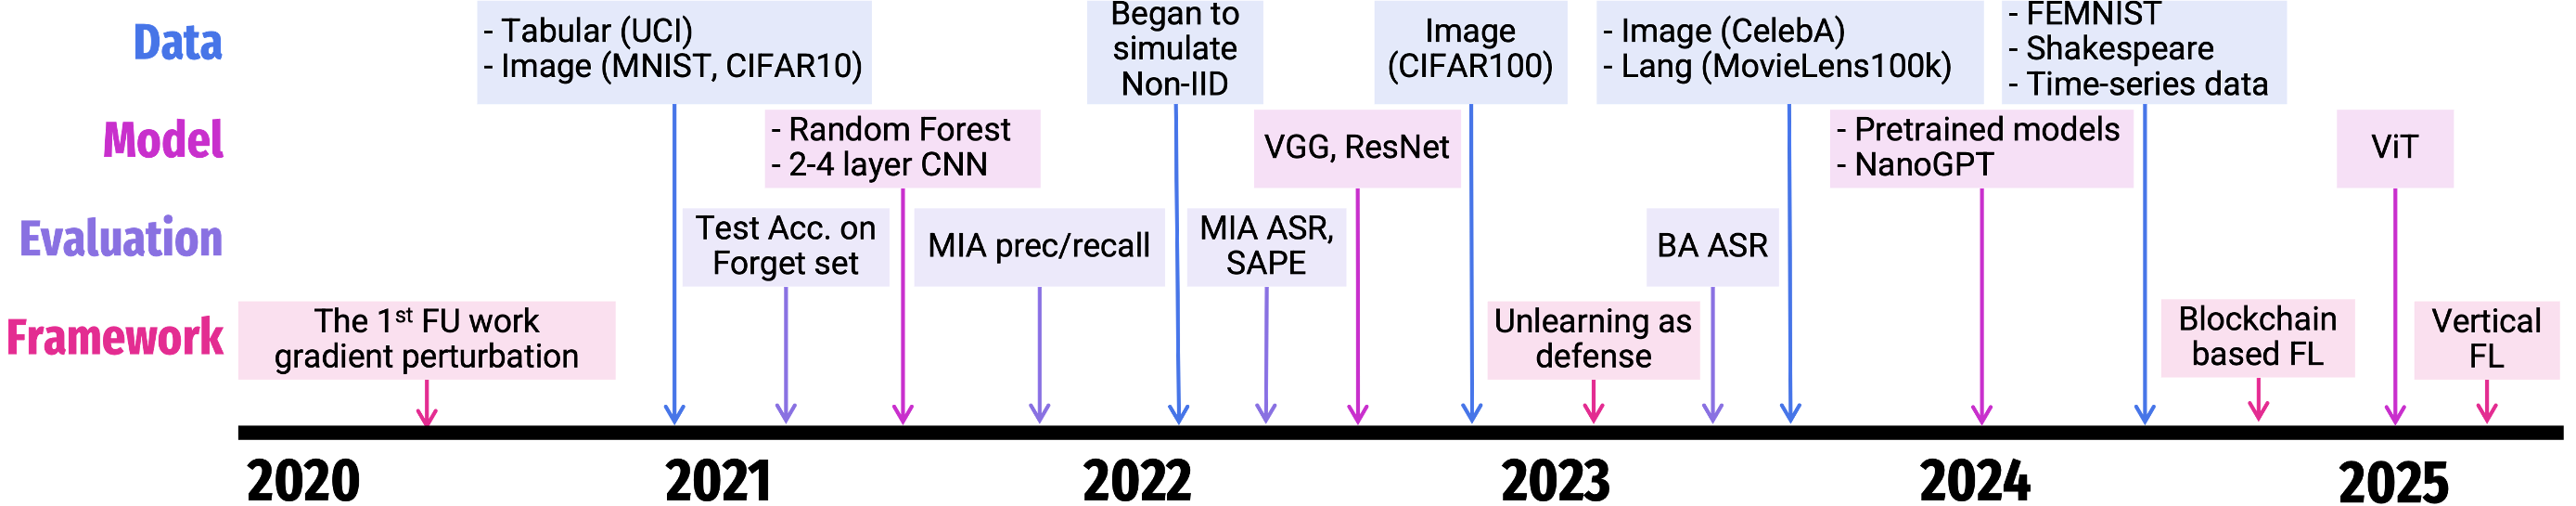 Data
- Tabular (UCI)
- Image (MNIST, CIFAR10)
Began to
simulate
Non-IID
Image
(CIFAR100)
- Image (CelebA)
- Lang (MovieLens100k)
- FEMNIST
- Shakespeare
- Time-series data
Model
- Random Forest
- 2-4 layer CNN
VGG, ResNet
- Pretrained models
- NanoGPT
ViT
Evaluation
Test Acc. on
Forget set
MIA prec/recall
MIA ASR,
SAPE
BA ASR
Framework
The 1st FU work
gradient perturbation
Unlearning as
defense
Blockchain
based FL
Vertical
FL
2020
2021
2022
2023
2024
2025